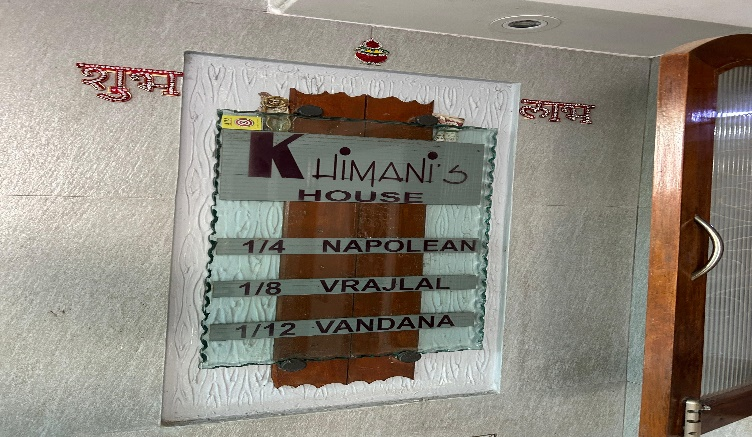 शुभ
लाभ
KHiMANi's
HOUSE
1/4 NAPOLEAN
1/8 VRAJLAL
1/12 VANDANA